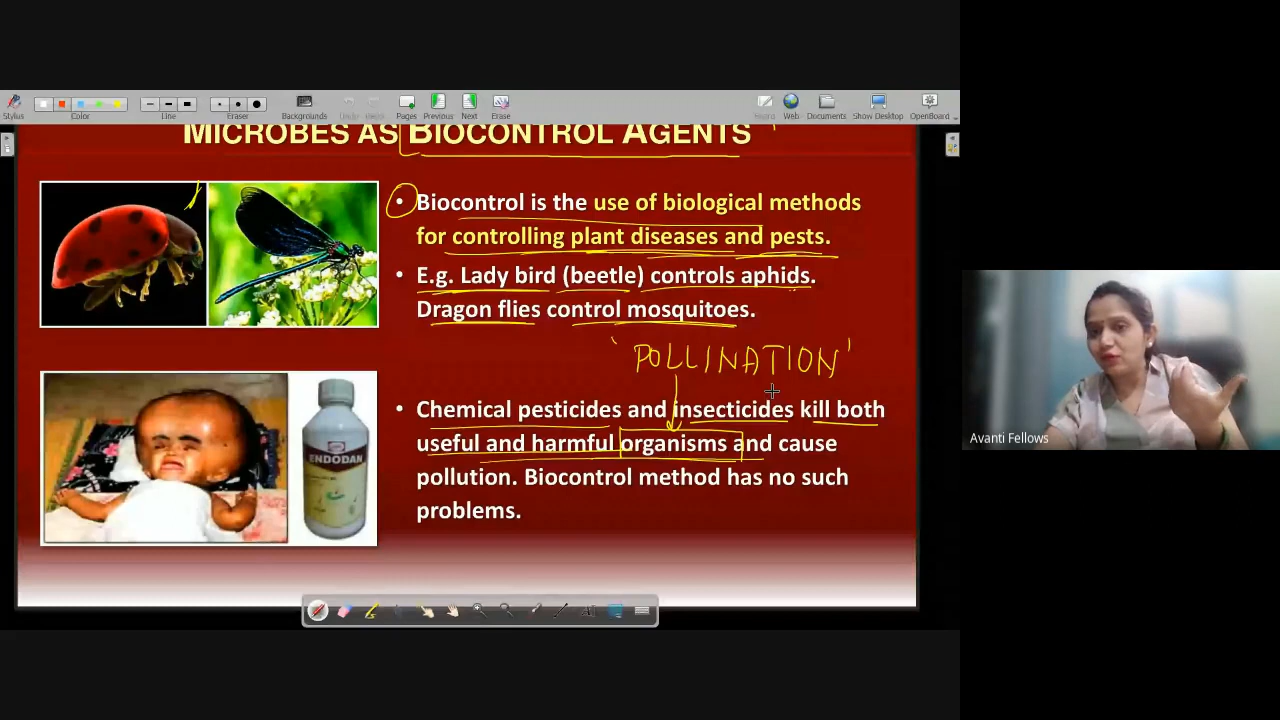 Stylus
Color
Line
Eraser
Backgrounds
Undo
Redo
Pages
Previous
Next
Erase
Board
Web
Documents
Show Desktop
OpenBoard
MICROBES AS BIOCONTROL AGENTS
• Biocontrol is the use of biological methods
for controlling plant diseases and pests.
• E.g. Lady bird (beetle) controls aphids.
Dragon flies control mosquitoes.
'POLLINATION'
• Chemical pesticides and insecticides kill both
useful and harmful organisms and cause
pollution. Biocontrol method has no such
problems.
ENDODAN
Avanti Fellows